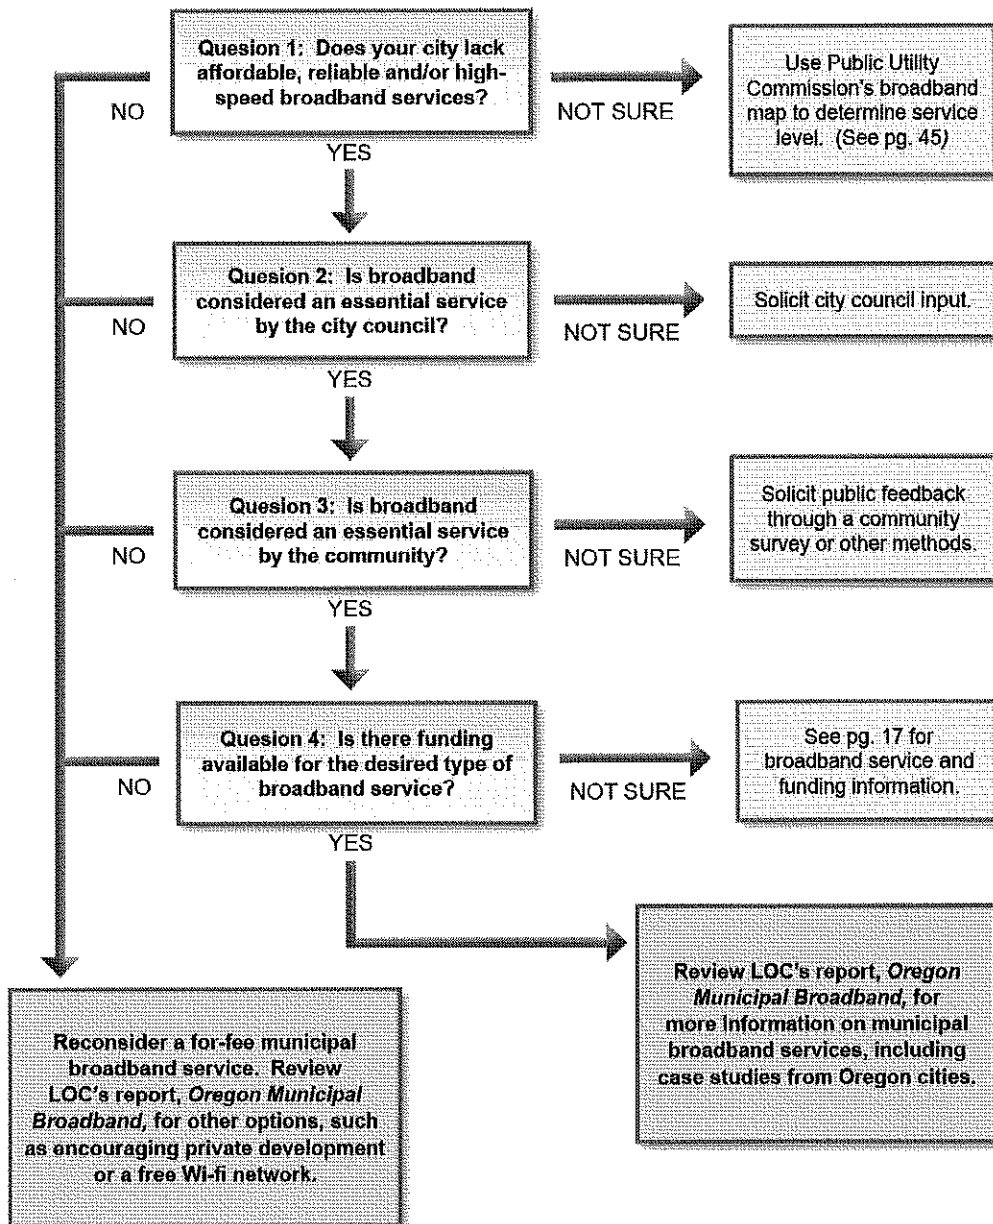 Quesion 1: Does your city lack
affordable, reliable and/or high-
speed broadband services?
NO
NOT SURE
Use Public Utility
Commission's broadband
map to determine service
level. (See pg. 45)
YES
Quesion 2: Is broadband
considered an essential service
by the city council?
NO
NOT SURE
Solicit city council input.
YES
Quesion 3: Is broadband
considered an essential service
by the community?
NO
NOT SURE
Solicit public feedback
through a community
survey or other methods.
YES
Quesion 4: Is there funding
available for the desired type of
broadband service?
NO
NOT SURE
See pg. 17 for
broadband service and
funding information.
YES
Review LOC's report, Oregon
Municipal Broadband, for
more information on municipal
broadband services, including
case studies from Oregon cities.
Reconsider a for-fee municipal
broadband service. Review
LOC's report, Oregon Municipal
Broadband, for other options, such
as encouraging private development
or a free Wi-fi network.